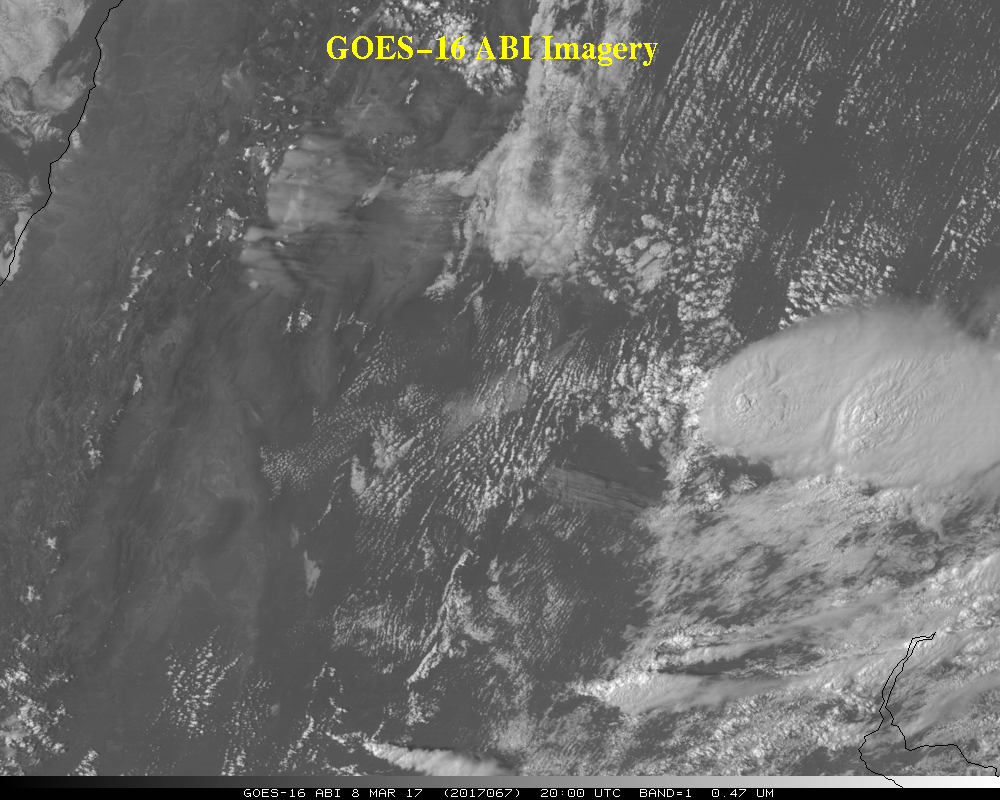 GOES-16 ABI Imagery
GOES-16 ABI 8 MAR 17 (2017067) 20:00 UTC BAND=1 0.47 UM